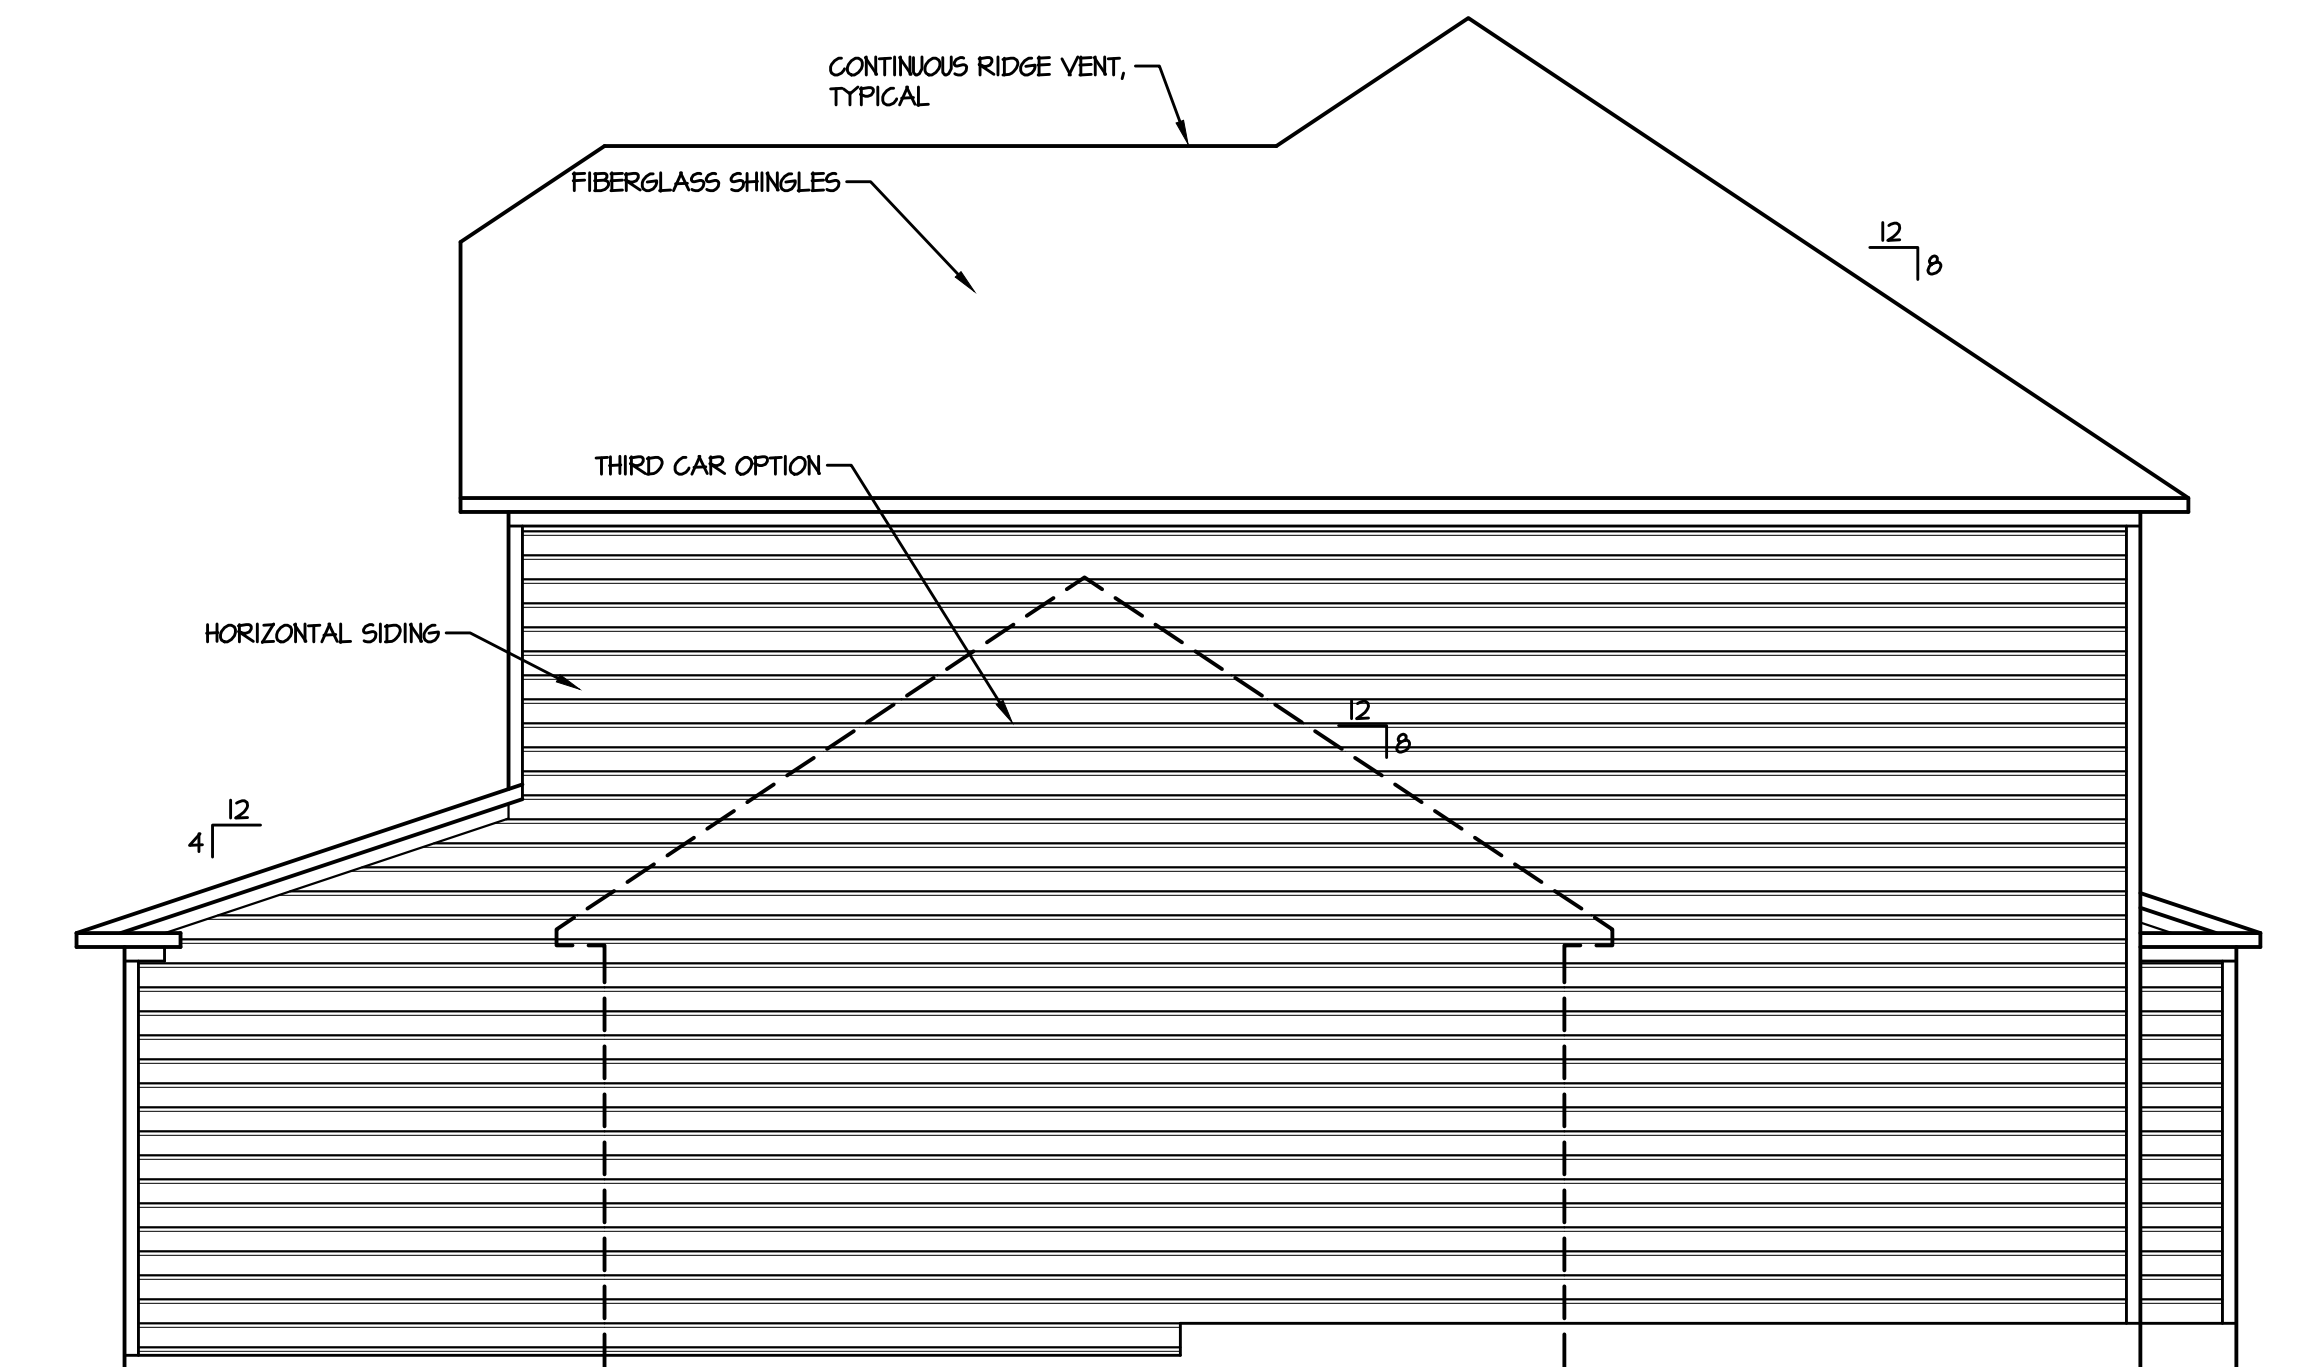 CONTINUOUS RIDGE VENT,
TYPICAL
FIBERGLASS SHINGLES
12
8
THIRD CAR OPTION
HORIZONTAL SIDING
12
8
12
4